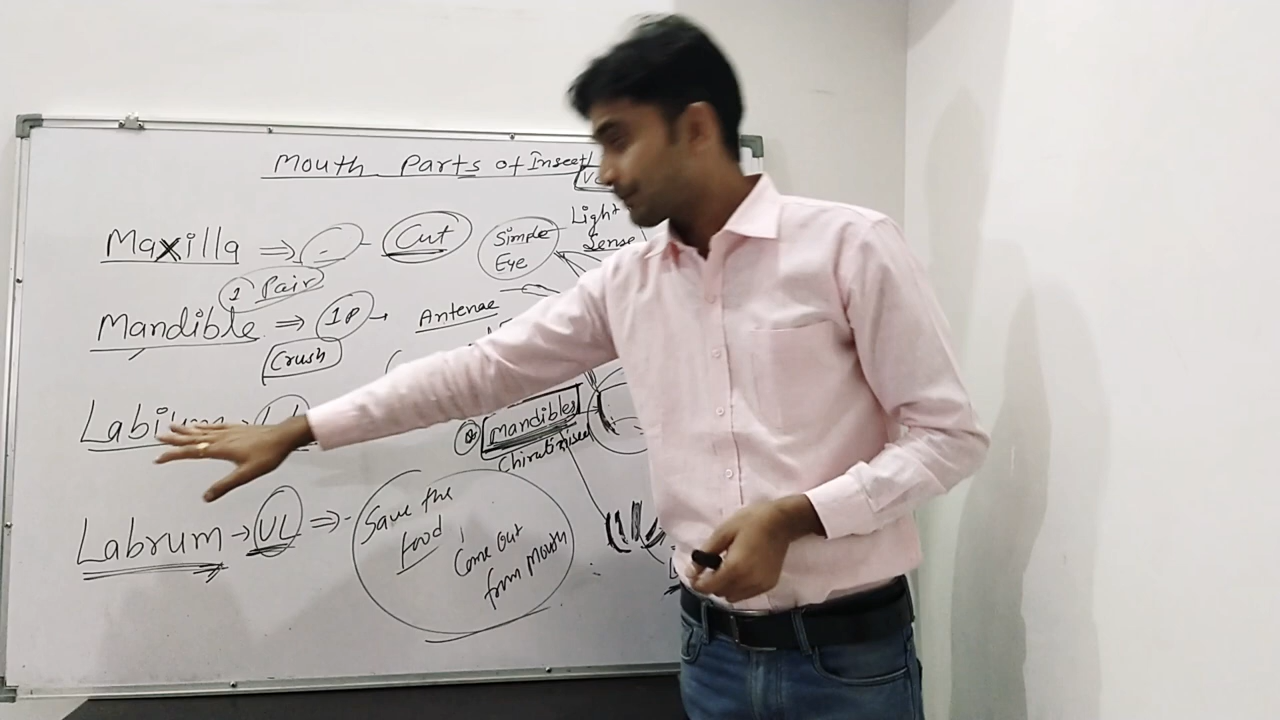 Mouth Parts of Insect
Maxilla ⇒ - Cut
1 Pair
Mandible ⇒ 1P →
Crush
Labium
Labrum → UL ⇒
Save the
food
Come out
from mouth
Simple
Eye
Light
Sense
Antenae
mandibles